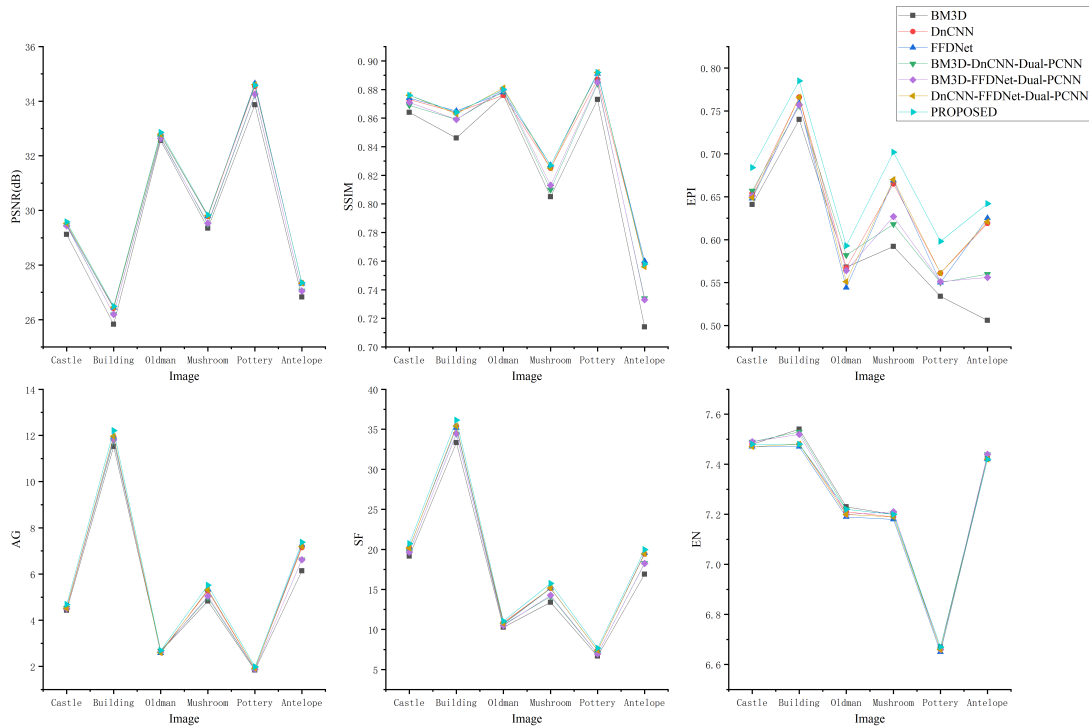 BM3D
DnCNN
FFDNet
BM3D-DnCNN-Dual-PCNN
BM3D-FFDNet-Dual-PCNN
DnCNN-FFDNet-Dual-PCNN
PROPOSED
36
34
32
30
28
26
PSNR(dB)
Castle Building Oldman Mushroom Pottery Antelope
Image
0.90
0.88
0.86
0.84
0.82
0.80
0.78
0.76
0.74
0.72
0.70
SSIM
Castle Building Oldman Mushroom Pottery Antelope
Image
0.80
0.75
0.70
0.65
0.60
0.55
0.50
EPI
Castle Building Oldman Mushroom Pottery Antelope
Image
14
12
10
8
6
4
2
AG
Castle Building Oldman Mushroom Pottery Antelope
Image
40
35
30
25
20
15
10
5
SF
Castle Building Oldman Mushroom Pottery Antelope
Image
7.6
7.4
7.2
7.0
6.8
6.6
EN
Castle Building Oldman Mushroom Pottery Antelope
Image